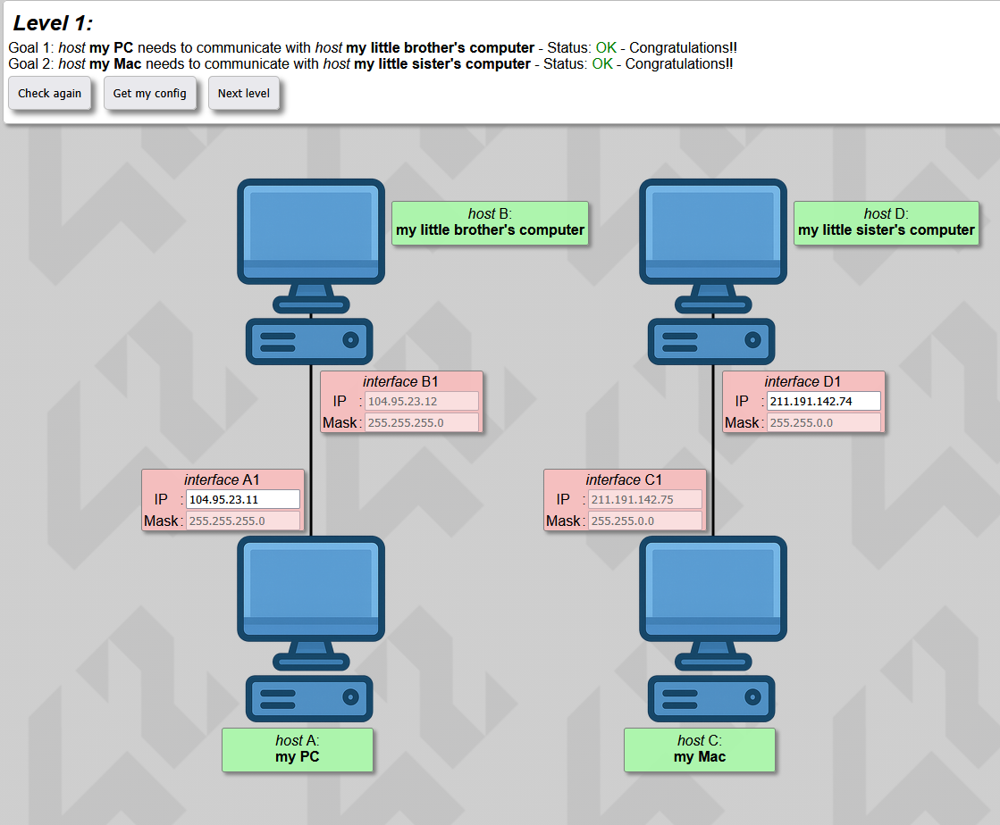 Level 1:
Goal 1: host my PC needs to communicate with host my little brother's computer - Status: OK - Congratulations!!
Goal 2: host my Mac needs to communicate with host my little sister's computer - Status: OK - Congratulations!!
Check again Get my config Next level
host B:
my little brother's computer
host D:
my little sister's computer
interface B1
IP : 104.95.23.12
Mask : 255.255.255.0
interface D1
IP : 211.191.142.74
Mask : 255.255.0.0
interface A1
IP : 104.95.23.11
Mask : 255.255.255.0
interface C1
IP : 211.191.142.75
Mask : 255.255.0.0
host A:
my PC
host C:
my Mac